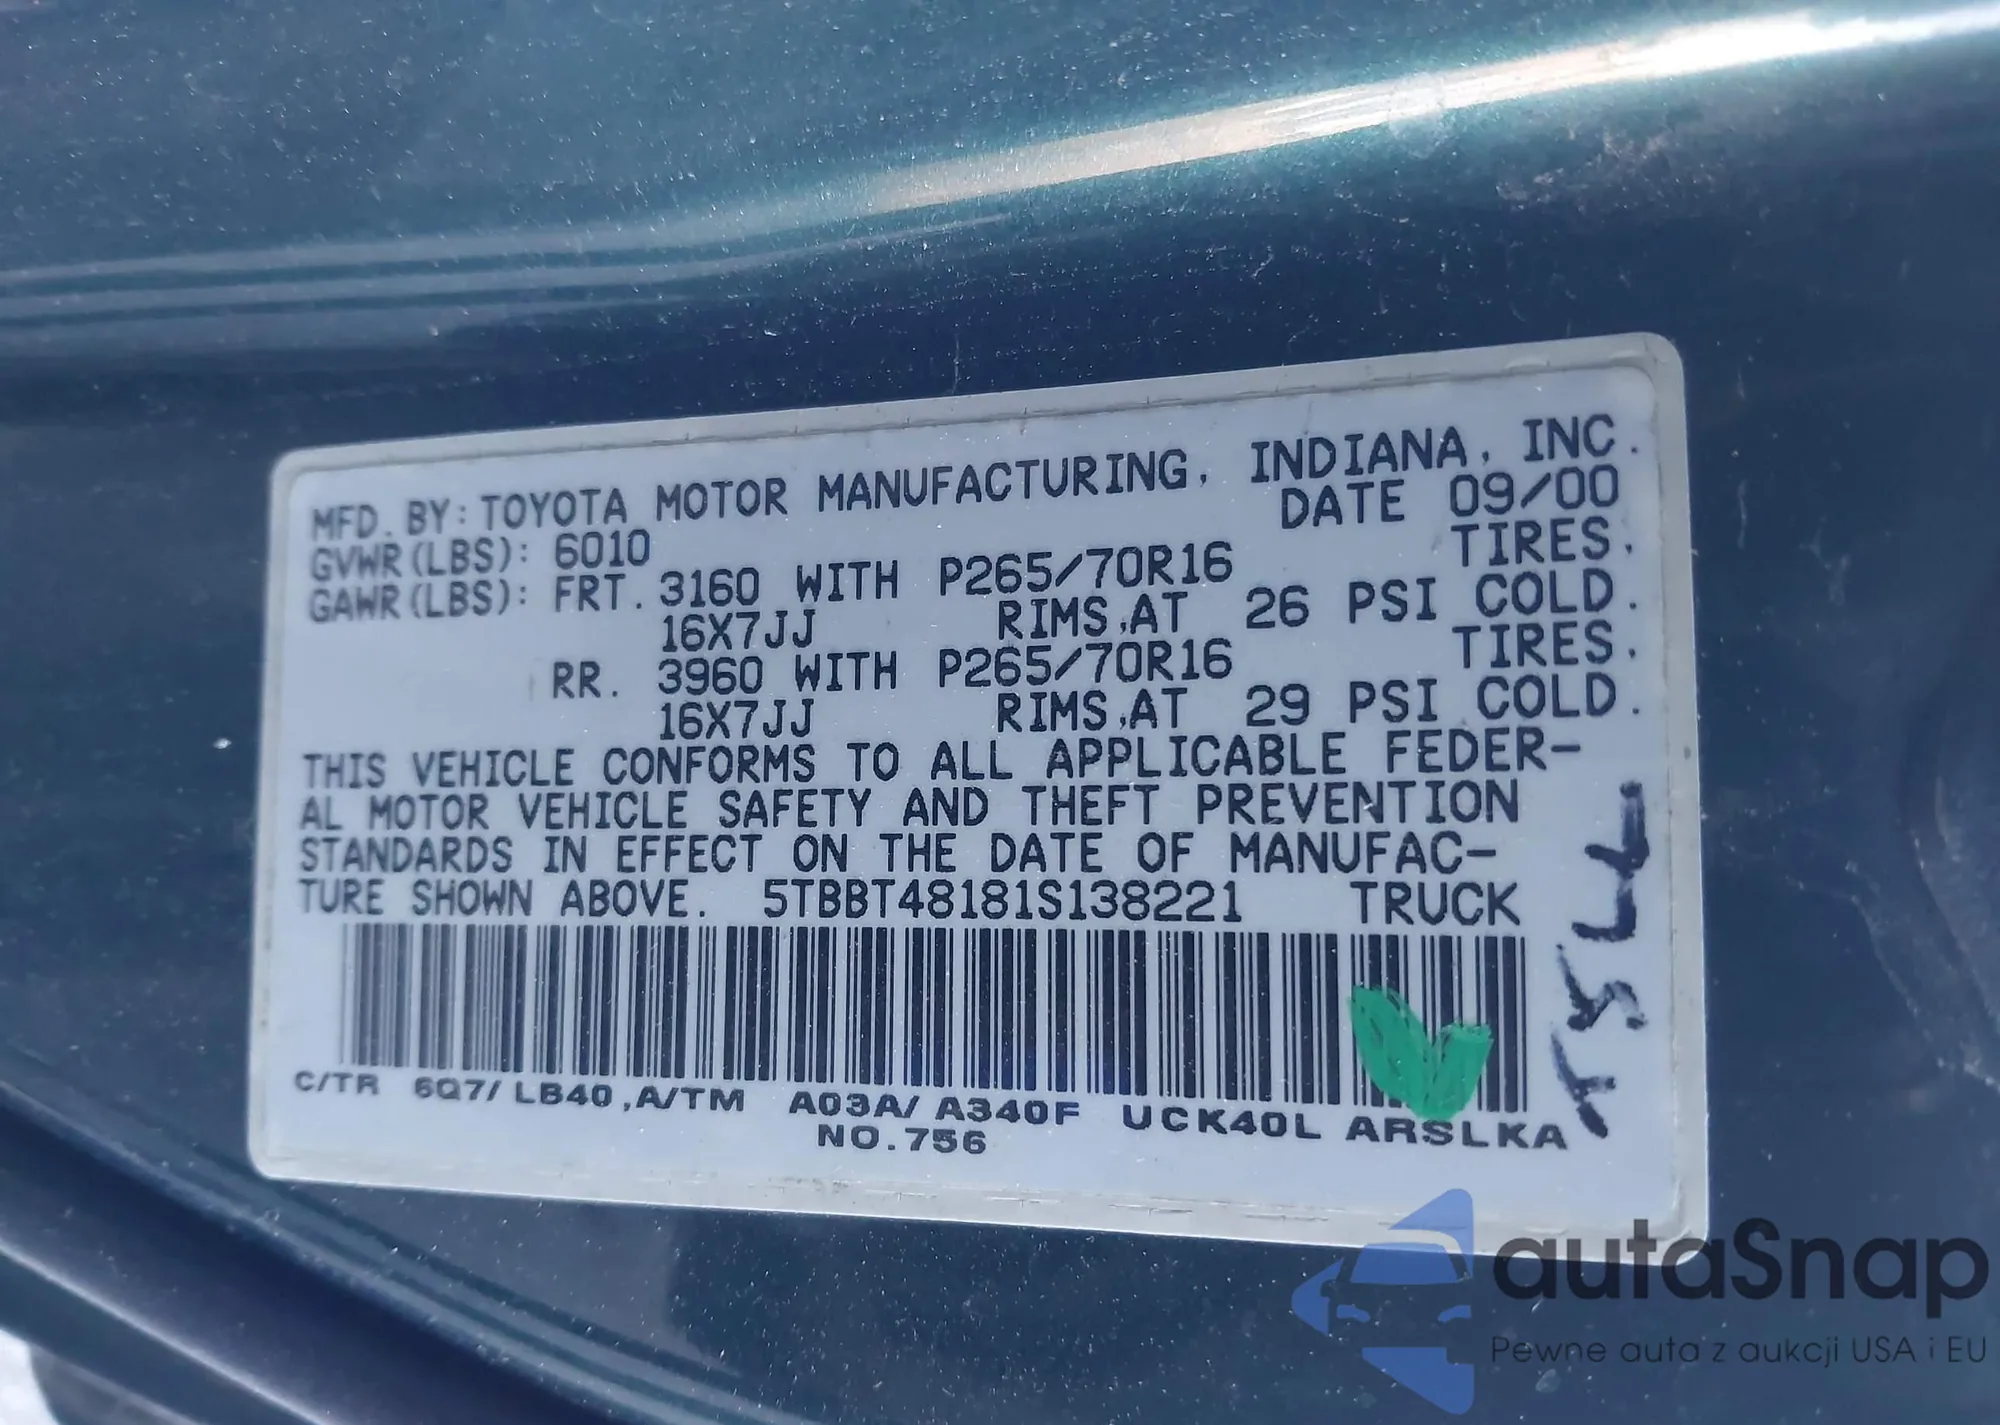 MFD. BY: TOYOTA MOTOR MANUFACTURING, INDIANA, INC.
DATE 09/00
GVWR(LBS): 6010
GAWR(LBS): FRT. 3160 WITH P265/70R16 TIRES,
16X7JJ RIMS,AT 26 PSI COLD.
RR. 3960 WITH P265/70R16 TIRES.
16X7JJ RIMS,AT 29 PSI COLD.
THIS VEHICLE CONFORMS TO ALL APPLICABLE FEDER-
AL MOTOR VEHICLE SAFETY AND THEFT PREVENTION
STANDARDS IN EFFECT ON THE DATE OF MANUFAC-
TURE SHOWN ABOVE. 5TBBT48181S138221 TRUCK
C/TR 6Q7/ LB40 ,A/TM A03A/ A340F UCK40L ARSLKA
NO.756
autaSnap
Pewne auta z aukcji USA i EU